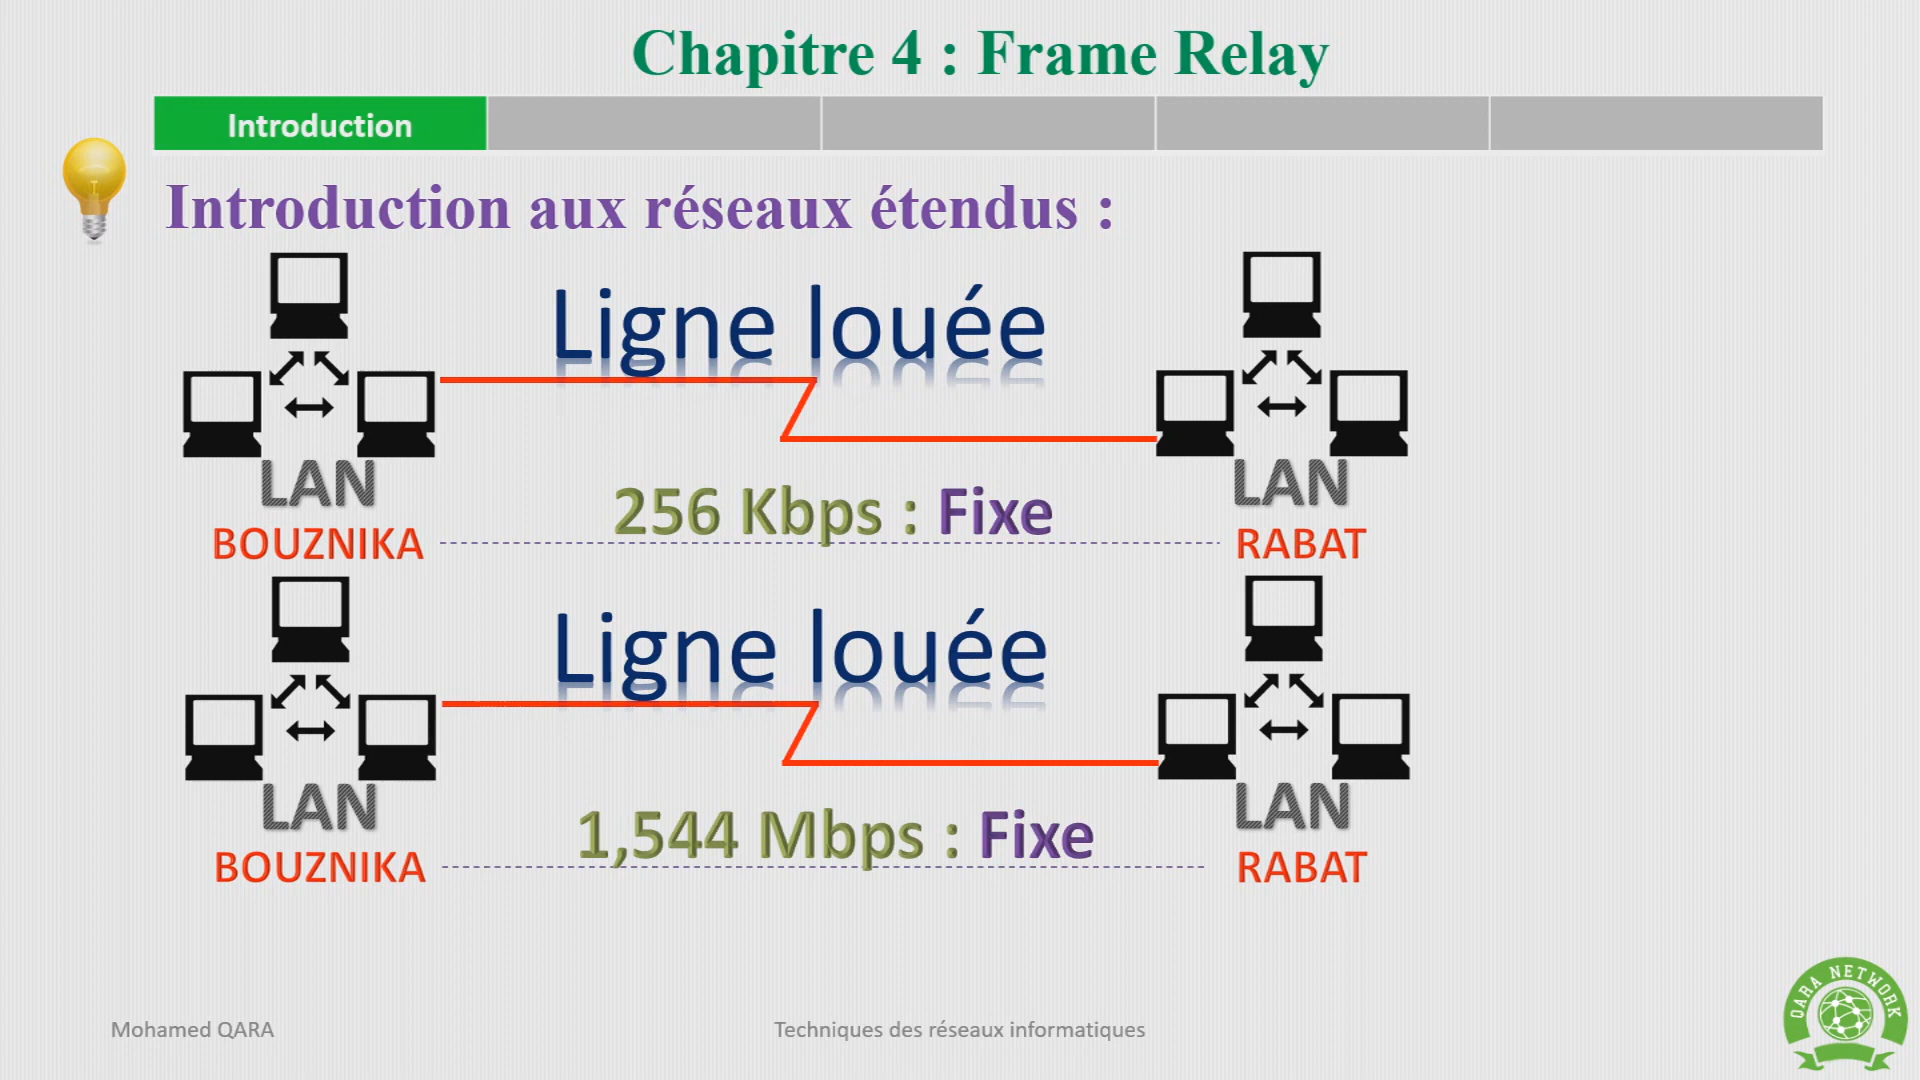 Chapitre 4 : Frame Relay
Introduction
Introduction aux réseaux étendus :
Ligne louée
LAN
LAN
256 Kbps : Fixe
BOUZNIKA
RABAT
Ligne louée
LAN
LAN
1,544 Mbps : Fixe
BOUZNIKA
RABAT
QARA NETWORK
Mohamed QARA
Techniques des réseaux informatiques